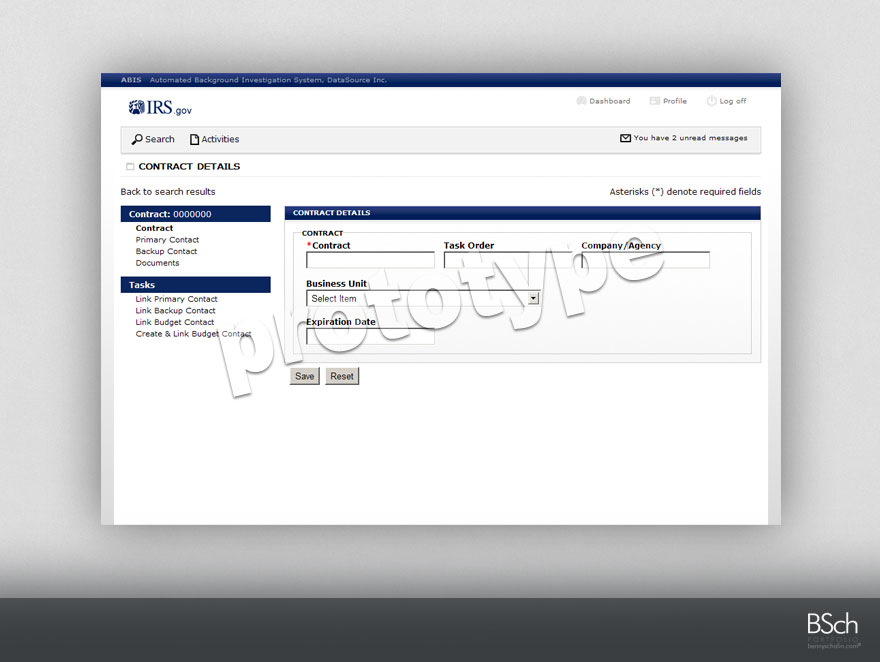 ABIS Automated Background Investigation System, DataSource Inc.
IRS.gov
Dashboard Profile Log off
Search Activities You have 2 unread messages
CONTRACT DETAILS
Back to search results Asterisks (*) denote required fields
Contract: 0000000
Contract
Primary Contact
Backup Contact
Documents
Tasks
Link Primary Contact
Link Backup Contact
Link Budget Contact
Create & Link Budget Contact
CONTRACT DETAILS
CONTRACT
*Contract Task Order Company/Agency
Business Unit
Select Item
Expiration Date
Save Reset
prototype
BSch
PORTFOLIO
bennyschalin.com